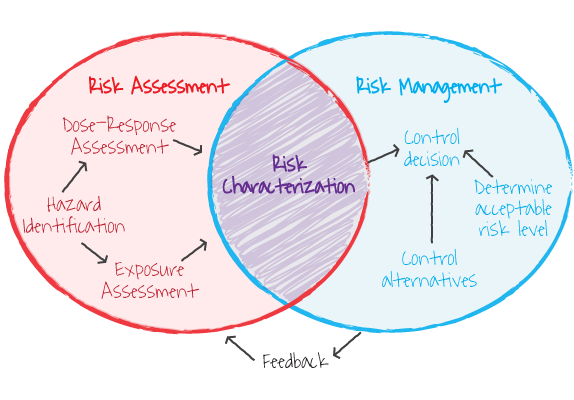 Risk Assessment
Dose-Response
Assessment
Hazard
Identification
Exposure
Assessment
Risk
Characterization
Risk Management
Control
decision
Determine
acceptable
risk level
Control
alternatives
Feedback